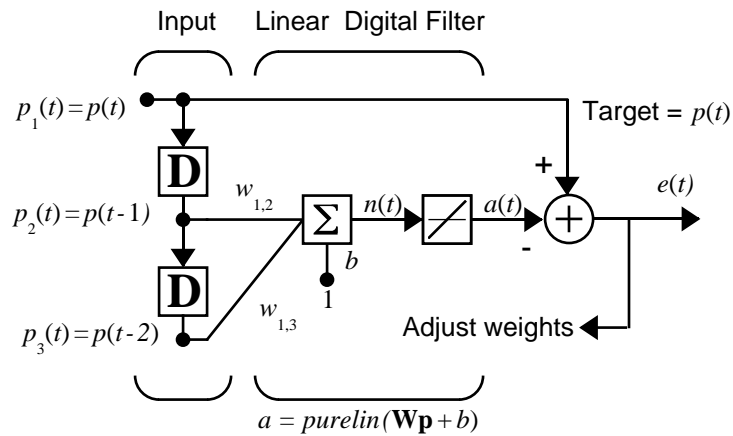 Input Linear Digital Filter
p₁(t) = p(t)
Target = p(t)
D
+
e(t)
w₁,₂
n(t)
a(t)
p₂(t) = p(t-1)
Σ
+
-
b
D
1
w₁,₃
p₃(t) = p(t-2)
Adjust weights
a = purelin(Wp + b)